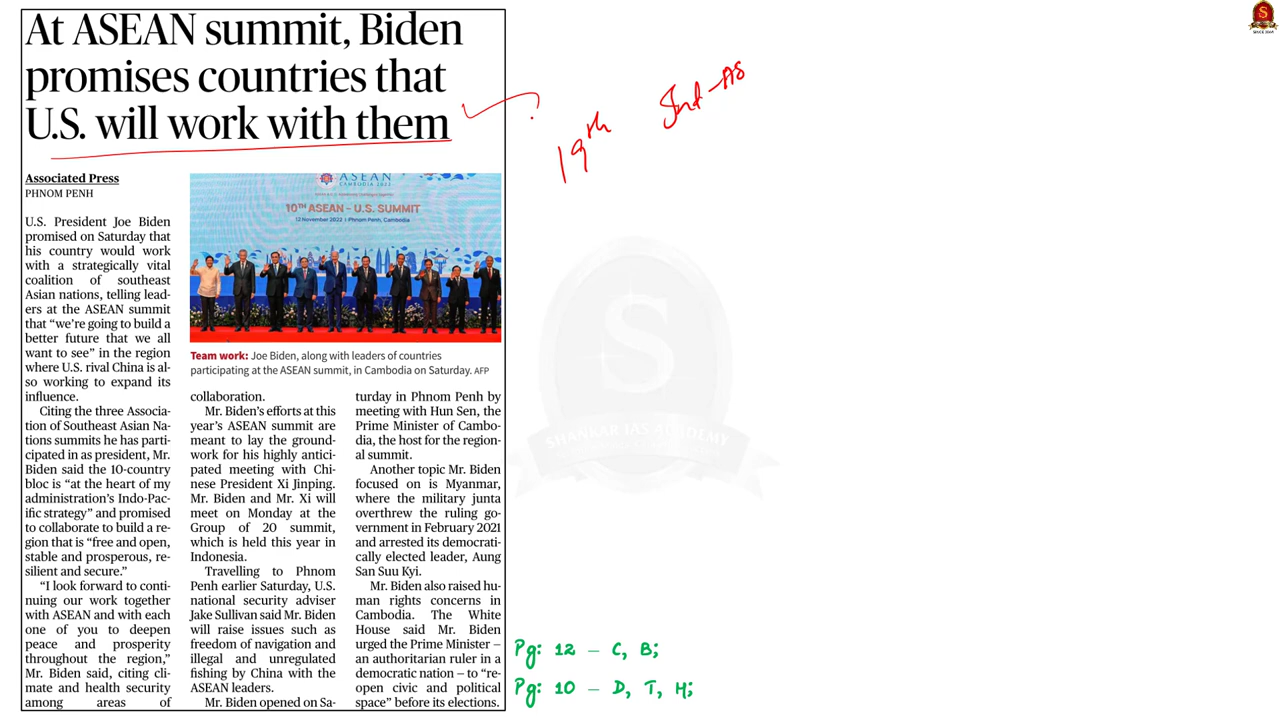 At ASEAN summit, Biden
promises countries that
U.S. will work with them
Associated Press
PHNOM PENH
U.S. President Joe Biden
promised on Saturday that
his country would work
with a strategically vital
coalition of southeast
Asian nations, telling lead-
ers at the ASEAN summit
that “we’re going to build a
better future that we all
want to see” in the region
where U.S. rival China is al-
so working to expand its
influence.
Citing the three Associa-
tion of Southeast Asian Na-
tions summits he has parti-
cipated in as president, Mr.
Biden said the 10-country
bloc is “at the heart of my
administration’s Indo-Pac-
ific strategy” and promised
to collaborate to build a re-
gion that is “free and open,
stable and prosperous, re-
silient and secure.”
“I look forward to conti-
nuing our work together
with ASEAN and with each
one of you to deepen
peace and prosperity
throughout the region,”
Mr. Biden said, citing cli-
mate and health security
among areas of
ASEAN
CAMBODIA 2022
10TH ASEAN - U.S. SUMMIT
12 November 2022 | Phnom Penh, Cambodia
Team work: Joe Biden, along with leaders of countries
participating at the ASEAN summit, in Cambodia on Saturday. AFP
collaboration.
Mr. Biden’s efforts at this
year’s ASEAN summit are
meant to lay the ground-
work for his highly antici-
pated meeting with Chi-
nese President Xi Jinping.
Mr. Biden and Mr. Xi will
meet on Monday at the
Group of 20 summit,
which is held this year in
Indonesia.
Travelling to Phnom
Penh earlier Saturday, U.S.
national security adviser
Jake Sullivan said Mr. Biden
will raise issues such as
freedom of navigation and
illegal and unregulated
fishing by China with the
ASEAN leaders.
Mr. Biden opened on Sa-
turday in Phnom Penh by
meeting with Hun Sen, the
Prime Minister of Cambo-
dia, the host for the region-
al summit.
Another topic Mr. Biden
focused on is Myanmar,
where the military junta
overthrew the ruling go-
vernment in February 2021
and arrested its democrati-
cally elected leader, Aung
San Suu Kyi.
Mr. Biden also raised hu-
man rights concerns in
Cambodia. The White
House said Mr. Biden
urged the Prime Minister —
an authoritarian ruler in a
democratic nation — to “re-
open civic and political
space” before its elections.
19th Ind-AS
S
SHANKAR IAS ACADEMY
Pg: 12 – C, B;
Pg: 10 – D, T, H;